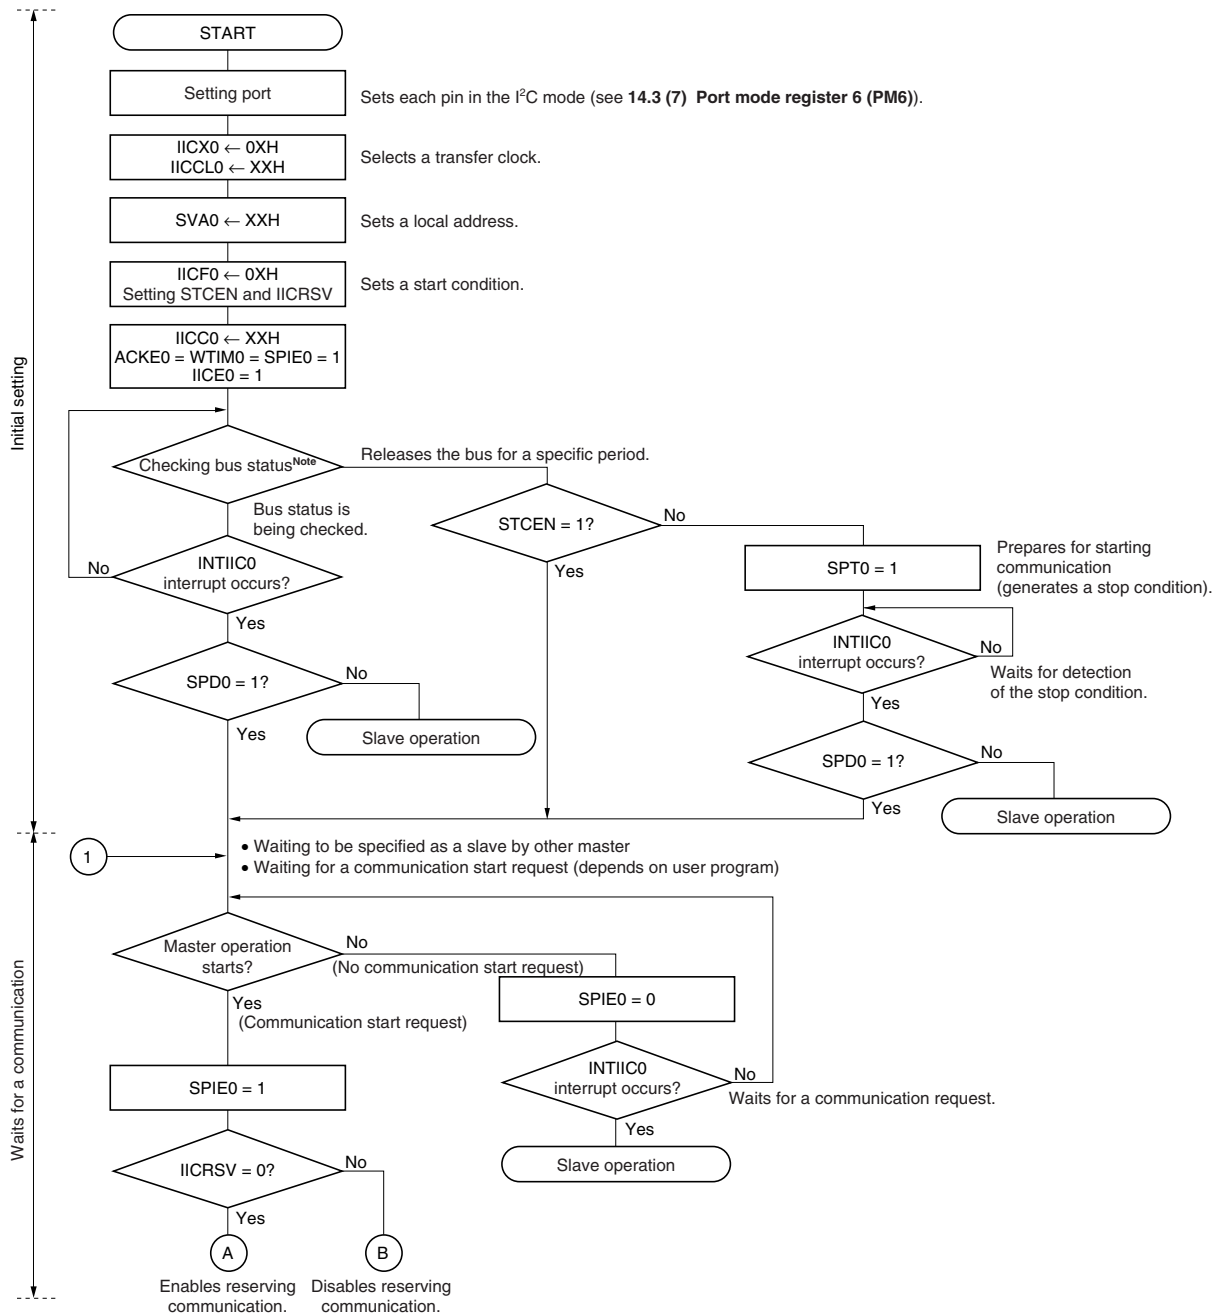 START
Setting port
Sets each pin in the I²C mode (see 14.3 (7) Port mode register 6 (PM6)).
IICX0 ← 0XH
IICCL0 ← XXH
Selects a transfer clock.
SVA0 ← XXH
Sets a local address.
IICF0 ← 0XH
Setting STCEN and IICRSV
Sets a start condition.
IICC0 ← XXH
ACKE0 = WTIM0 = SPIE0 = 1
IICE0 = 1
Initial setting
Checking bus statusNote
Releases the bus for a specific period.
Bus status is
being checked.
STCEN = 1?
No
Yes
SPT0 = 1
Prepares for starting
communication
(generates a stop condition).
INTIIC0
interrupt occurs?
No
Yes
INTIIC0
interrupt occurs?
No
Waits for detection
of the stop condition.
Yes
SPD0 = 1?
No
Yes
Slave operation
SPD0 = 1?
No
Yes
Slave operation
1
• Waiting to be specified as a slave by other master
• Waiting for a communication start request (depends on user program)
Waits for a communication
Master operation
starts?
No
(No communication start request)
Yes
(Communication start request)
SPIE0 = 0
INTIIC0
interrupt occurs?
No
Waits for a communication request.
Yes
Slave operation
SPIE0 = 1
IICRSV = 0?
No
Yes
A
B
Enables reserving
communication.
Disables reserving
communication.